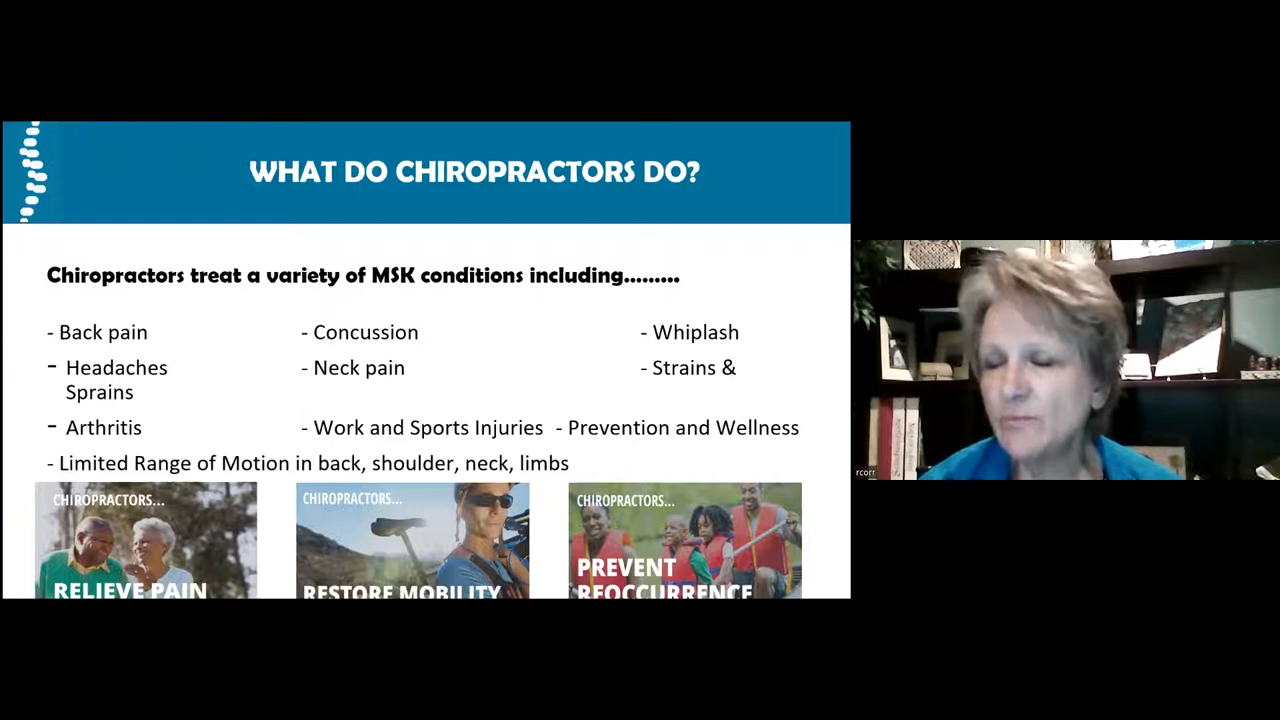 WHAT DO CHIROPRACTORS DO?
Chiropractors treat a variety of MSK conditions including.........
- Back pain - Concussion - Whiplash
- Headaches - Neck pain - Strains &
Sprains
- Arthritis - Work and Sports Injuries - Prevention and Wellness
- Limited Range of Motion in back, shoulder, neck, limbs
CHIROPRACTORS...
RELIEVE PAIN
CHIROPRACTORS...
RESTORE MOBILITY
CHIROPRACTORS...
PREVENT
REOCCURRENCE
rcorr